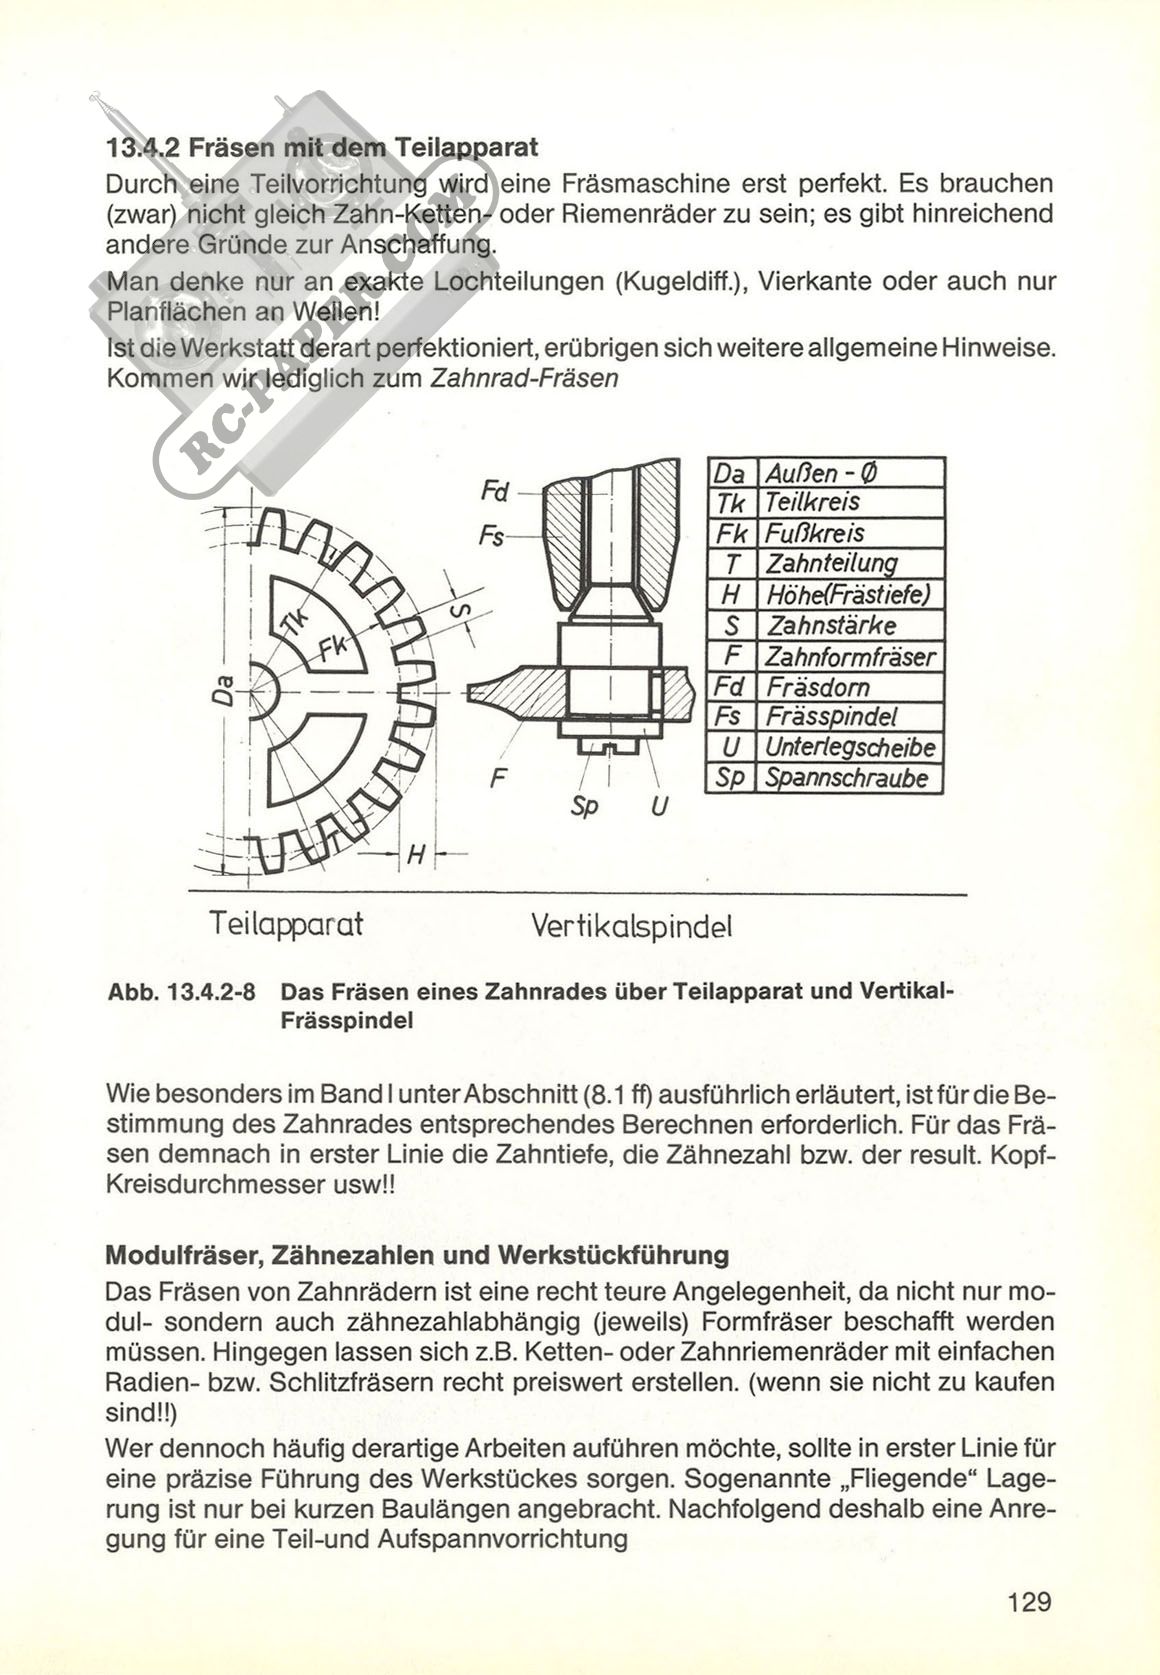 13.4.2 Fräsen mit dem Teilapparat
Durch eine Teilvorrichtung wird eine Fräsmaschine erst perfekt. Es brauchen
(zwar) nicht gleich Zahn-Ketten- oder Riemenräder zu sein; es gibt hinreichend
andere Gründe zur Anschaffung.
Man denke nur an exakte Lochteilungen (Kugeldiff.), Vierkante oder auch nur
Planflächen an Wellen!
Ist die Werkstatt derart perfektioniert, erübrigen sich weitere allgemeine Hinweise.
Kommen wir lediglich zum Zahnrad-Fräsen
RC-PAPER.COM
Fd
Fs
Tk
Fk
Da
S
T
H
F
Sp
U
Da Außen - Ø
Tk Teilkreis
Fk Fußkreis
T Zahnteilung
H Höhe(Frästiefe)
S Zahnstärke
F Zahnformfräser
Fd Fräsdorn
Fs Frässpindel
U Unterlegscheibe
Sp Spannschraube
Teilapparat
Vertikalspindel
Abb. 13.4.2-8 Das Fräsen eines Zahnrades über Teilapparat und Vertikal-
Frässpindel
Wie besonders im Band I unter Abschnitt (8.1 ff) ausführlich erläutert, ist für die Be-
stimmung des Zahnrades entsprechendes Berechnen erforderlich. Für das Frä-
sen demnach in erster Linie die Zahntiefe, die Zähnezahl bzw. der result. Kopf-
Kreisdurchmesser usw!!
Modulfräser, Zähnezahlen und Werkstückführung
Das Fräsen von Zahnrädern ist eine recht teure Angelegenheit, da nicht nur mo-
dul- sondern auch zähnezahlabhängig (jeweils) Formfräser beschafft werden
müssen. Hingegen lassen sich z.B. Ketten- oder Zahnriemenräder mit einfachen
Radien- bzw. Schlitzfräsern recht preiswert erstellen. (wenn sie nicht zu kaufen
sind!!)
Wer dennoch häufig derartige Arbeiten auführen möchte, sollte in erster Linie für
eine präzise Führung des Werkstückes sorgen. Sogenannte „Fliegende“ Lage-
rung ist nur bei kurzen Baulängen angebracht. Nachfolgend deshalb eine Anre-
gung für eine Teil-und Aufspannvorrichtung
129